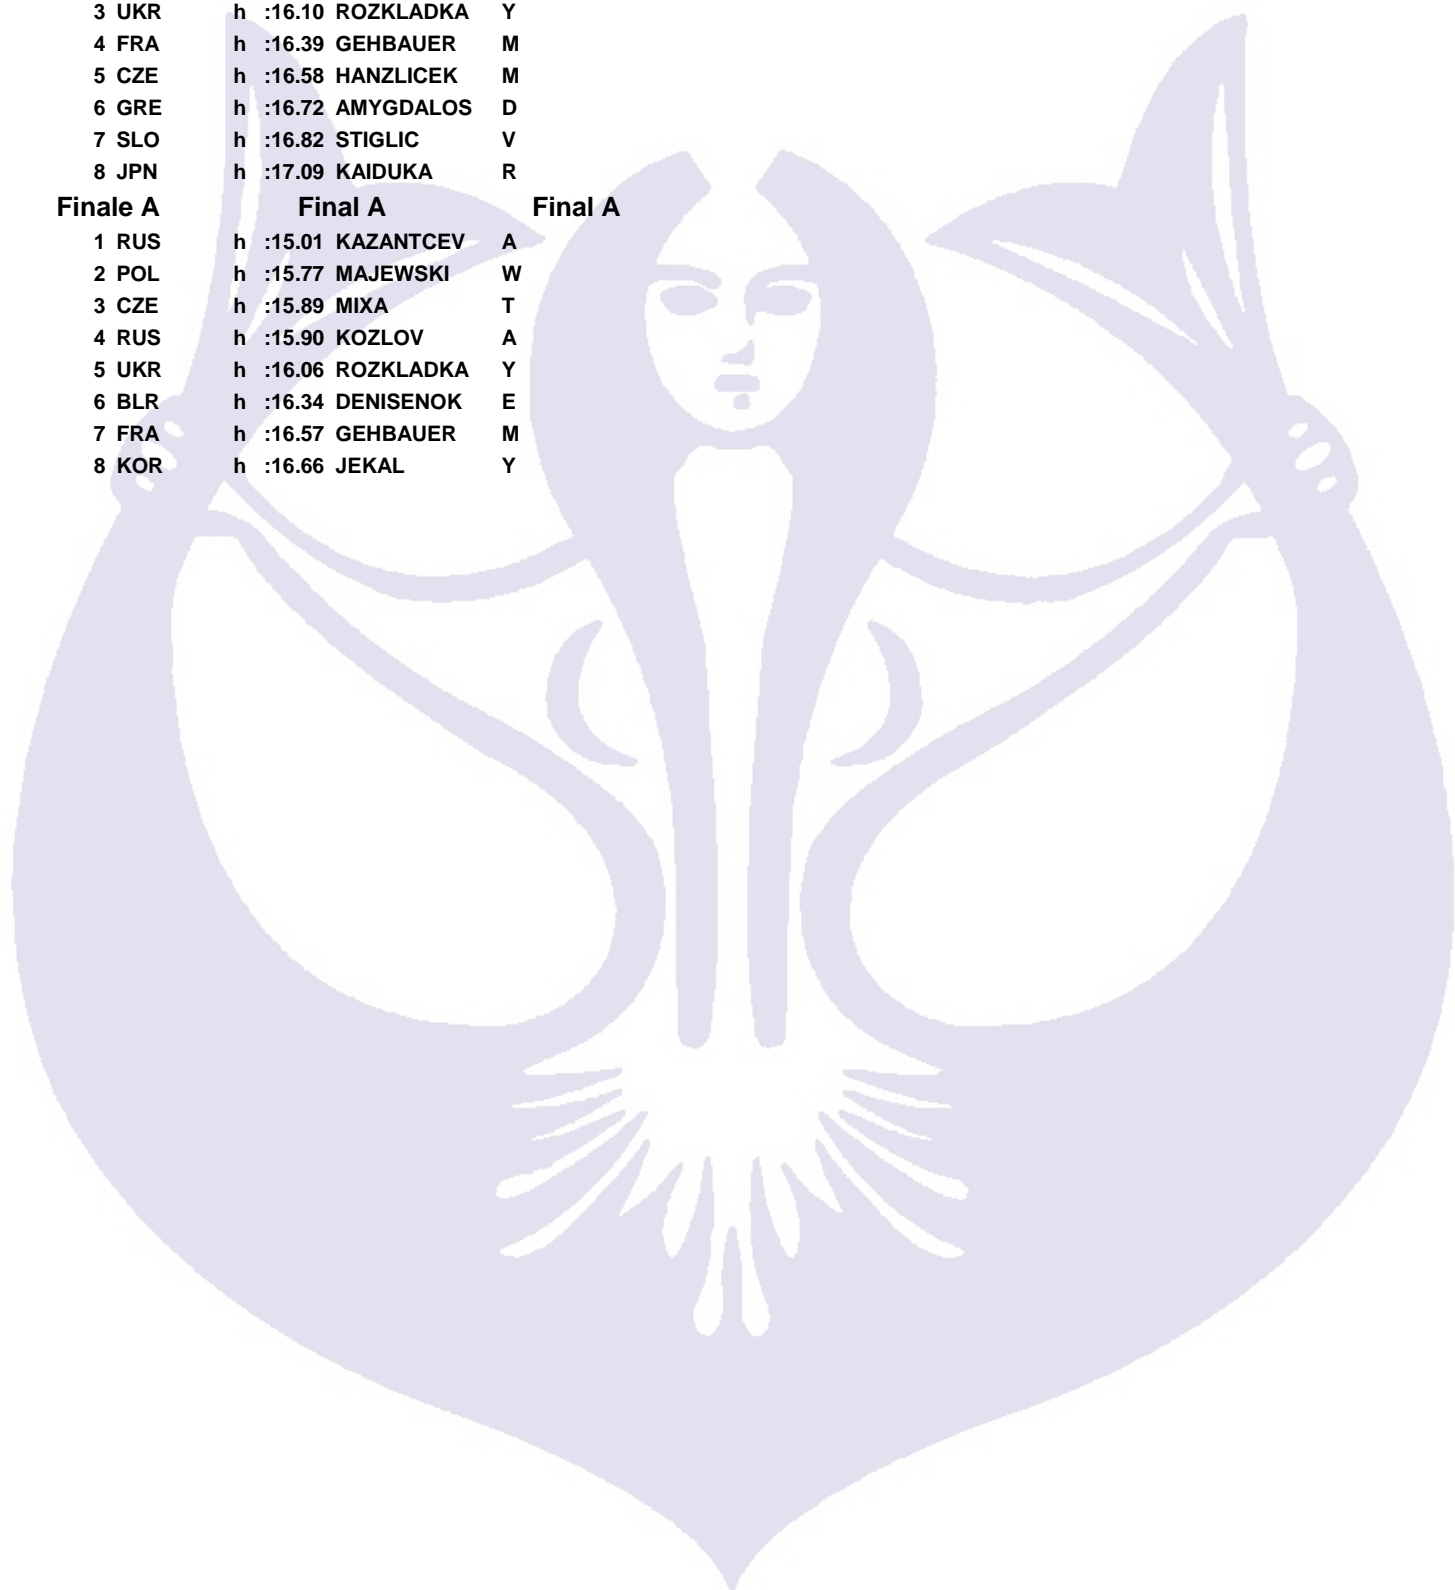 3 UKR h :16.10 ROZKLADKA Y
4 FRA h :16.39 GEHBAUER M
5 CZE h :16.58 HANZLICEK M
6 GRE h :16.72 AMYGDALOS D
7 SLO h :16.82 STIGLIC V
8 JPN h :17.09 KAIDUKA R
Finale A Final A Final A
1 RUS h :15.01 KAZANTCEV A
2 POL h :15.77 MAJEWSKI W
3 CZE h :15.89 MIXA T
4 RUS h :15.90 KOZLOV A
5 UKR h :16.06 ROZKLADKA Y
6 BLR h :16.34 DENISENOK E
7 FRA h :16.57 GEHBAUER M
8 KOR h :16.66 JEKAL Y